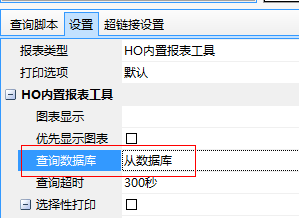 查询脚本 设置 超链接设置
报表类型 HO内置报表工具
打印选项 默认
HO内置报表工具
图表显示
优先显示图表
查询数据库 从数据库
查询超时 300秒
选择性打印